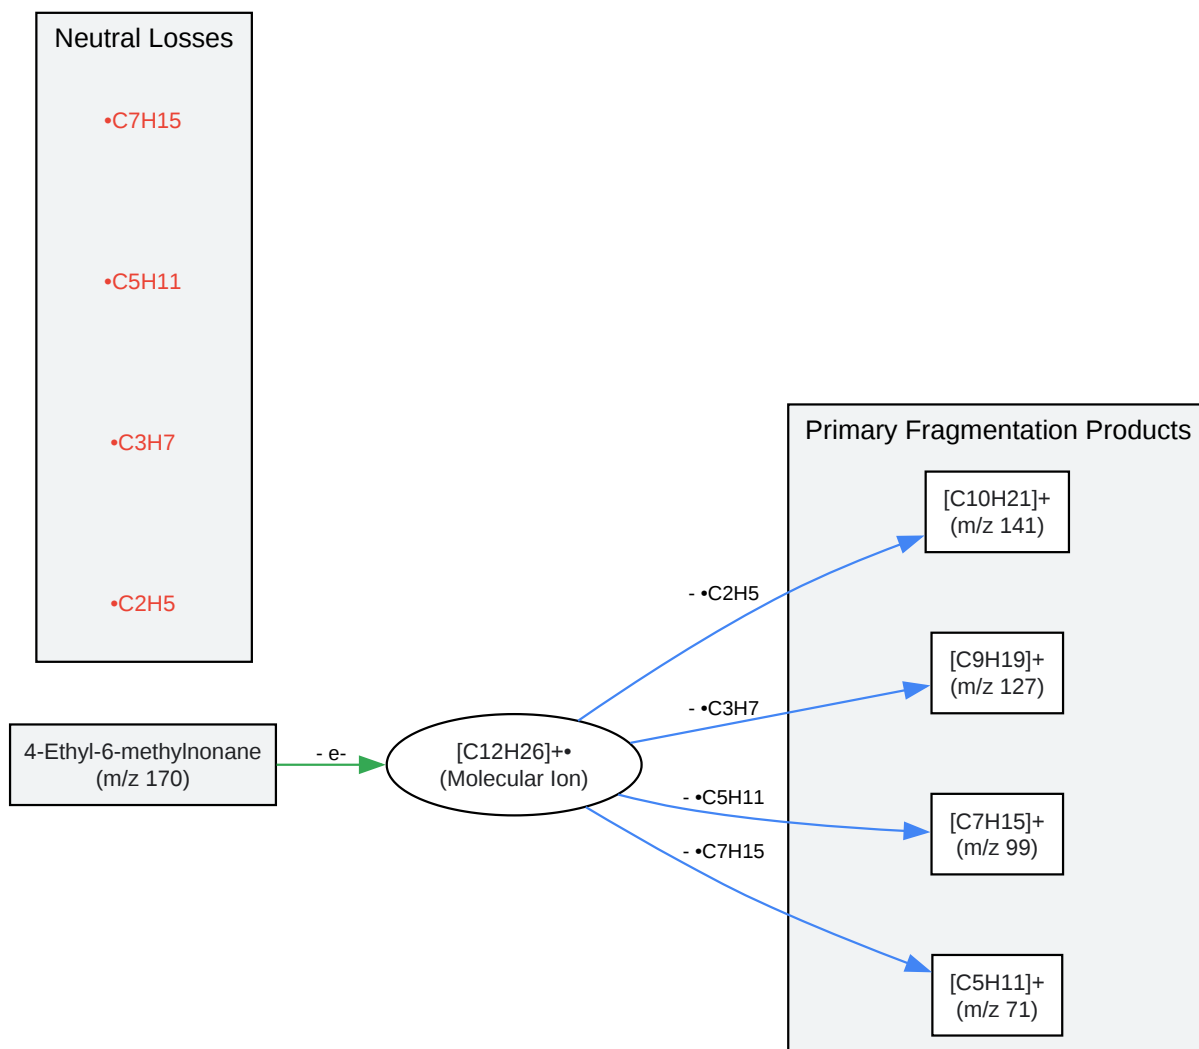 Neutral Losses
•C7H15
•C5H11
•C3H7
•C2H5
4-Ethyl-6-methylnonane
(m/z 170)
- e-
[C12H26]+•
(Molecular Ion)
- •C2H5
- •C3H7
- •C5H11
- •C7H15
Primary Fragmentation Products
[C10H21]+
(m/z 141)
[C9H19]+
(m/z 127)
[C7H15]+
(m/z 99)
[C5H11]+
(m/z 71)